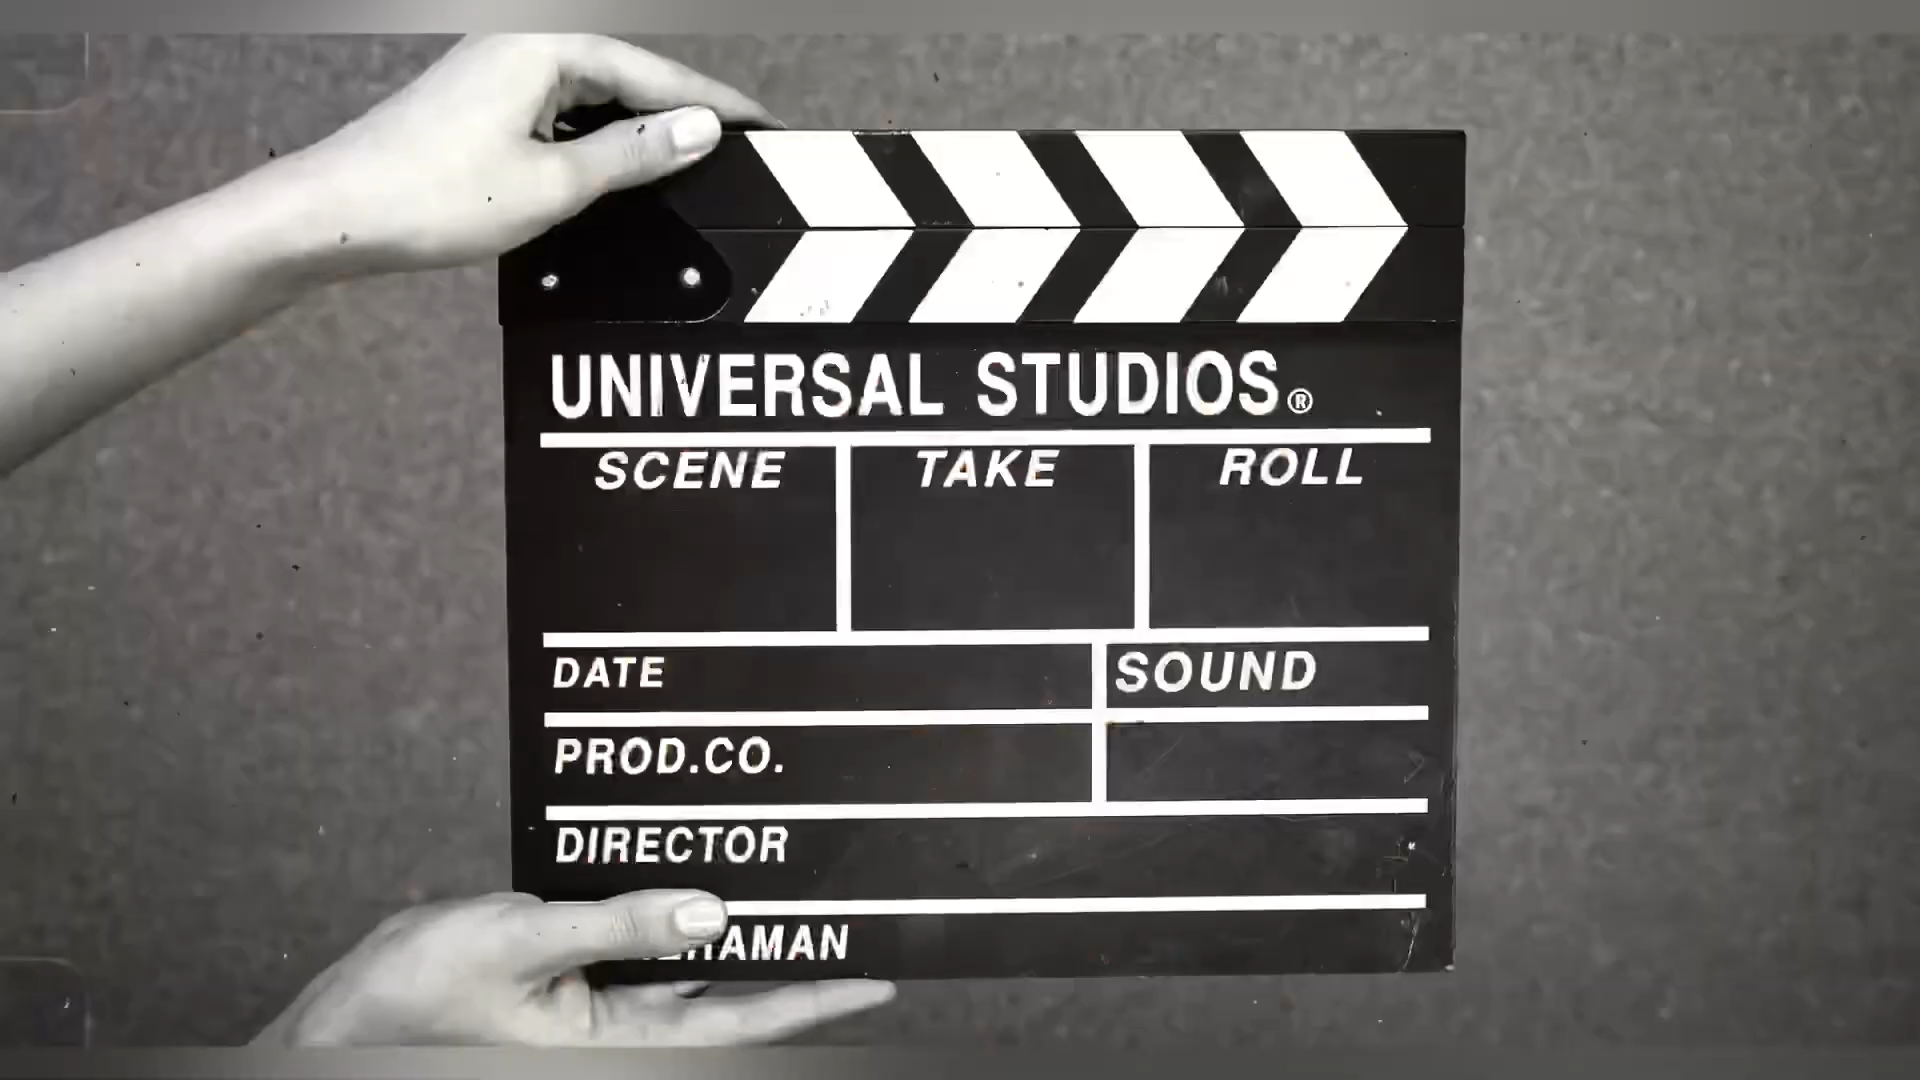 UNIVERSAL STUDIOS®
SCENE TAKE ROLL
DATE SOUND
PROD.CO.
DIRECTOR